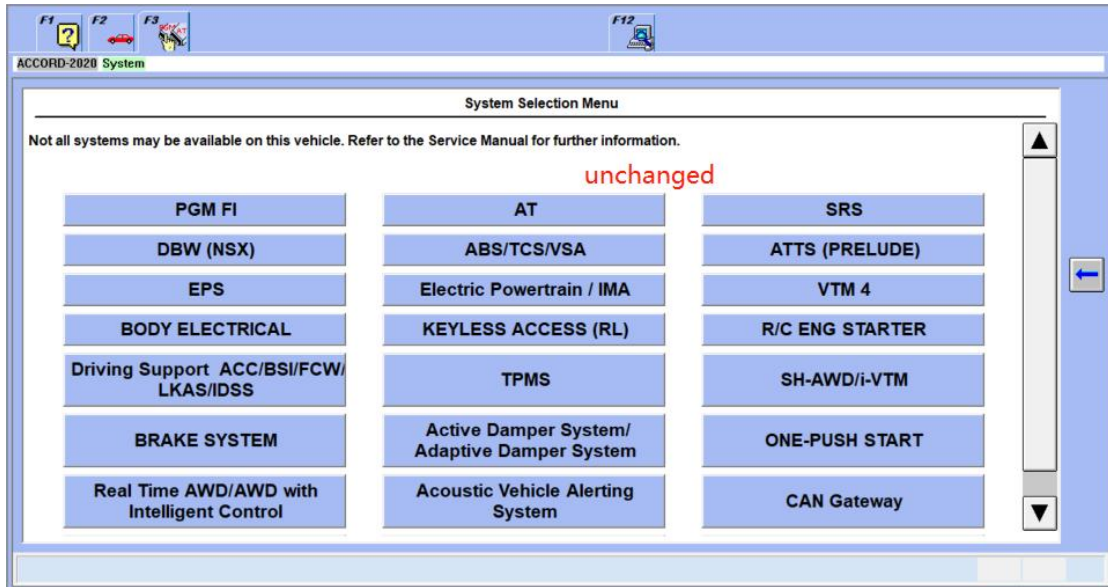 F1 F2 F3 F12
ACCORD-2020 System
System Selection Menu
Not all systems may be available on this vehicle. Refer to the Service Manual for further information.
unchanged
PGM FI
AT
SRS
DBW (NSX)
ABS/TCS/VSA
ATTS (PRELUDE)
EPS
Electric Powertrain / IMA
VTM 4
BODY ELECTRICAL
KEYLESS ACCESS (RL)
R/C ENG STARTER
Driving Support ACC/BSI/FCW/
LKAS/IDSS
TPMS
SH-AWD/i-VTM
BRAKE SYSTEM
Active Damper System/
Adaptive Damper System
ONE-PUSH START
Real Time AWD/AWD with
Intelligent Control
Acoustic Vehicle Alerting
System
CAN Gateway